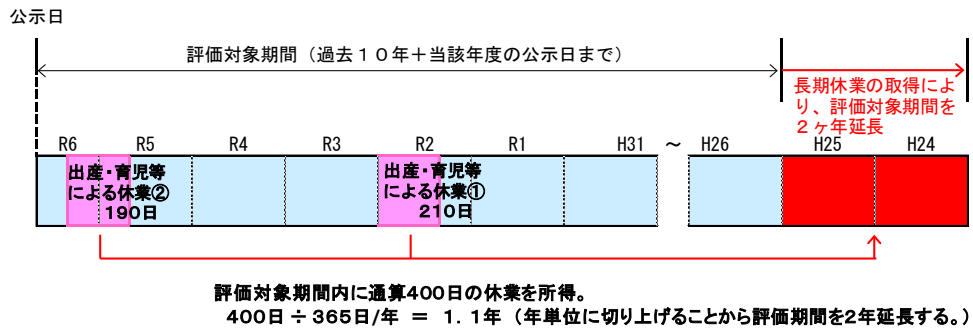 公示日
評価対象期間（過去１０年＋当該年度の公示日まで）
長期休業の取得によ
り、評価対象期間を
２ヶ年延長
R6 R5 R4 R3 R2 R1 H31 ～ H26 H25 H24
出産・育児等
による休業②
190日
出産・育児等
による休業①
210日
評価対象期間内に通算400日の休業を所得。
400日÷365日/年 ＝ 1.1年（年単位に切り上げることから評価期間を2年延長する。）